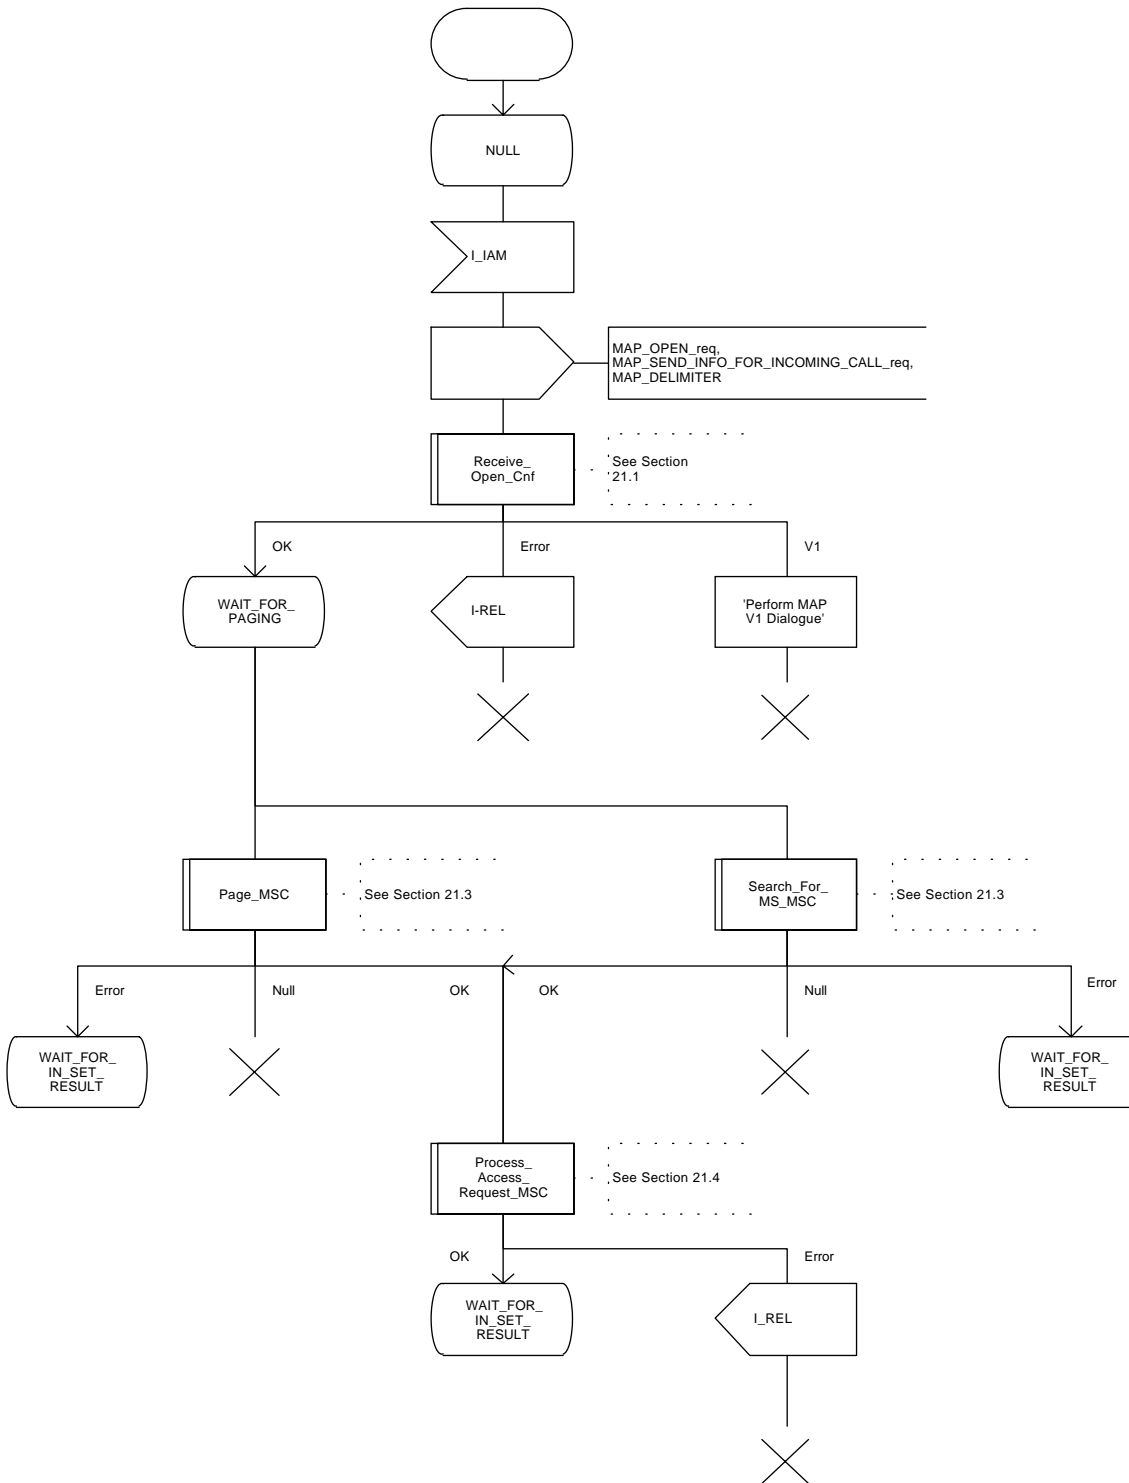 NULL
I_IAM
MAP_OPEN_req,
MAP_SEND_INFO_FOR_INCOMING_CALL_req,
MAP_DELIMITER
Receive_
Open_Cnf
See Section
21.1
OK
Error
V1
WAIT_FOR_
PAGING
I-REL
'Perform MAP
V1 Dialogue'
Page_MSC
See Section 21.3
Search_For_
MS_MSC
See Section 21.3
Error
Null
OK
OK
Null
Error
WAIT_FOR_
IN_SET_
RESULT
WAIT_FOR_
IN_SET_
RESULT
Process_
Access_
Request_MSC
See Section 21.4
OK
Error
WAIT_FOR_
IN_SET_
RESULT
I_REL